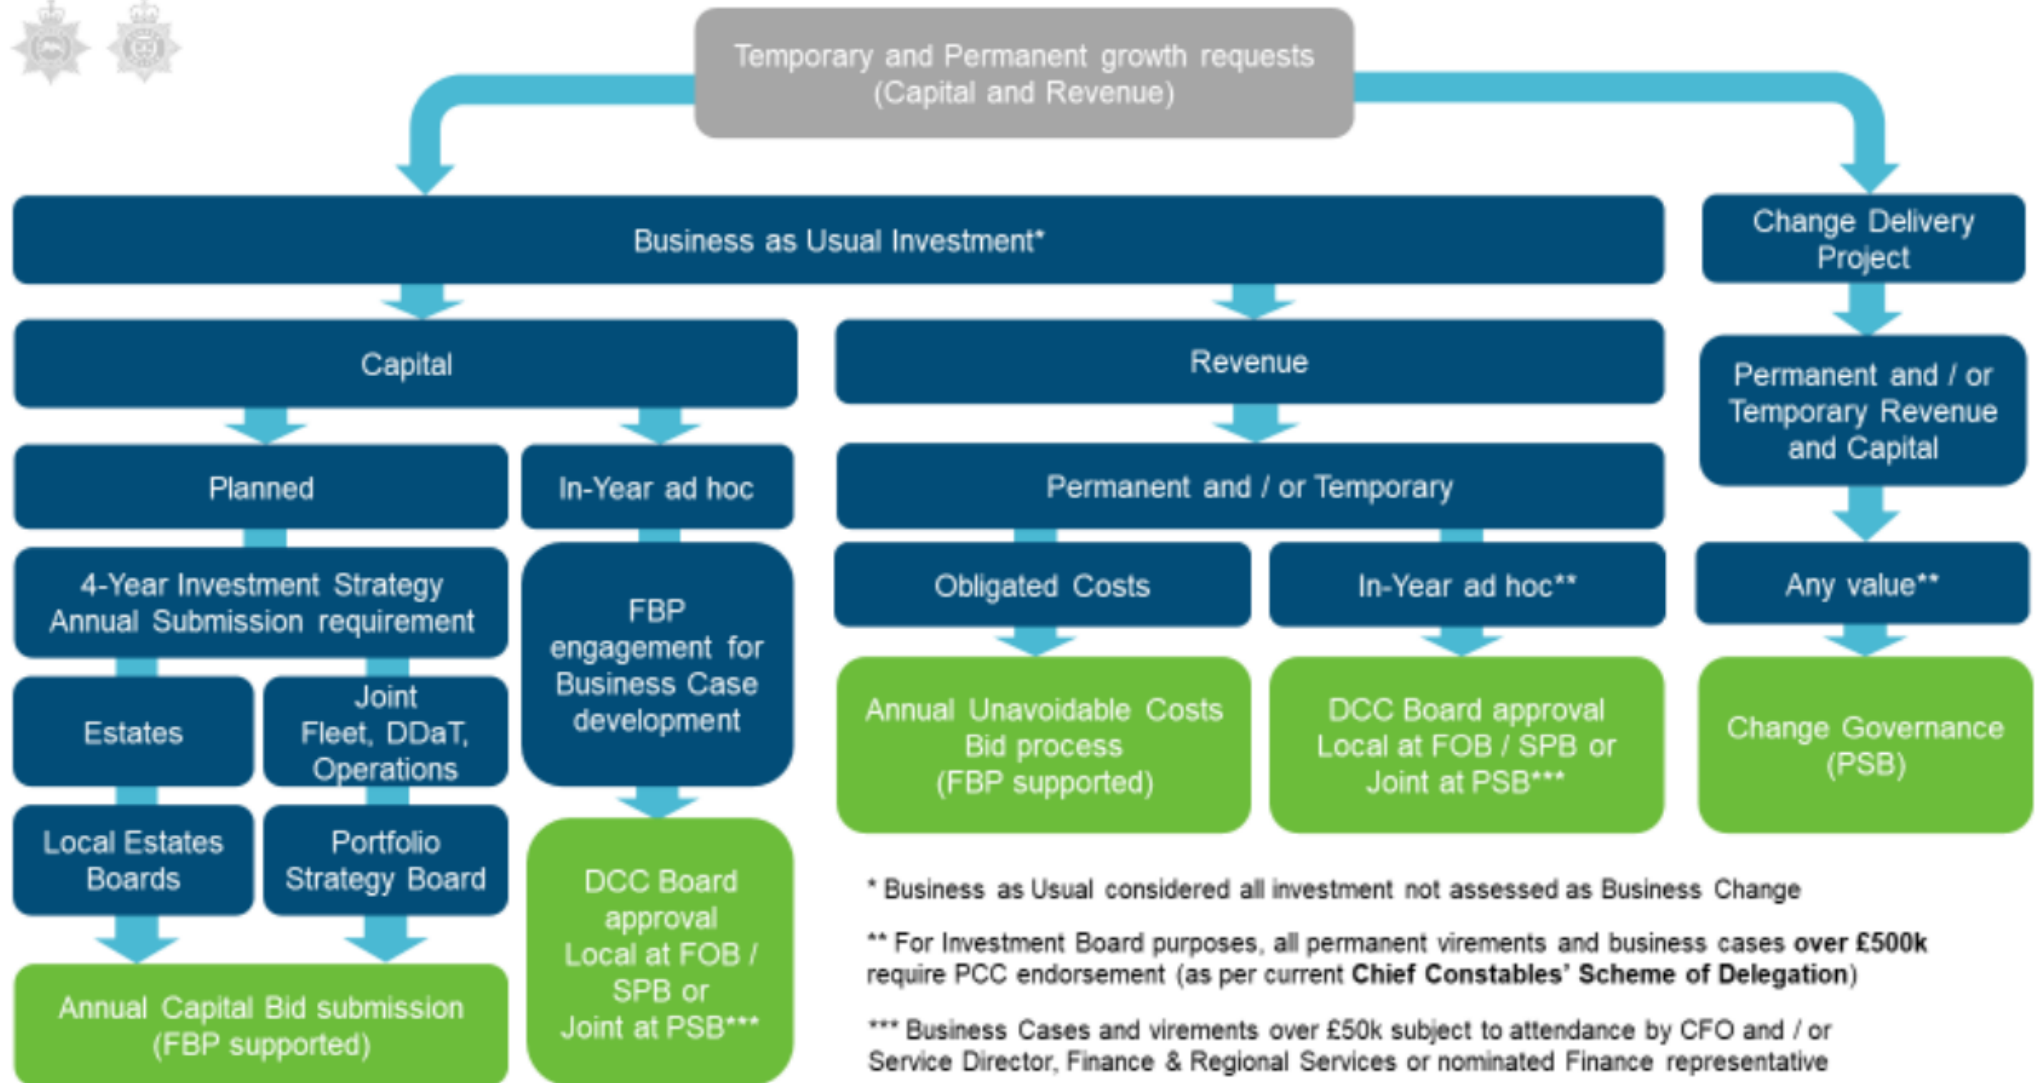 Temporary and Permanent growth requests
(Capital and Revenue)
Business as Usual Investment*
Change Delivery
Project
Capital
Revenue
Permanent and / or
Temporary Revenue
and Capital
Planned
In-Year ad hoc
Permanent and / or Temporary
4-Year Investment Strategy
Annual Submission requirement
FBP
engagement for
Business Case
development
Obligated Costs
In-Year ad hoc**
Any value**
Estates
Joint
Fleet, DDaT,
Operations
Annual Unavoidable Costs
Bid process
(FBP supported)
DCC Board approval
Local at FOB / SPB or
Joint at PSB***
Change Governance
(PSB)
Local Estates
Boards
Portfolio
Strategy Board
DCC Board
approval
Local at FOB /
SPB or
Joint at PSB***
Annual Capital Bid submission
(FBP supported)
* Business as Usual considered all investment not assessed as Business Change
** For Investment Board purposes, all permanent virements and business cases over £500k
require PCC endorsement (as per current Chief Constables' Scheme of Delegation)
*** Business Cases and virements over £50k subject to attendance by CFO and / or
Service Director, Finance & Regional Services or nominated Finance representative